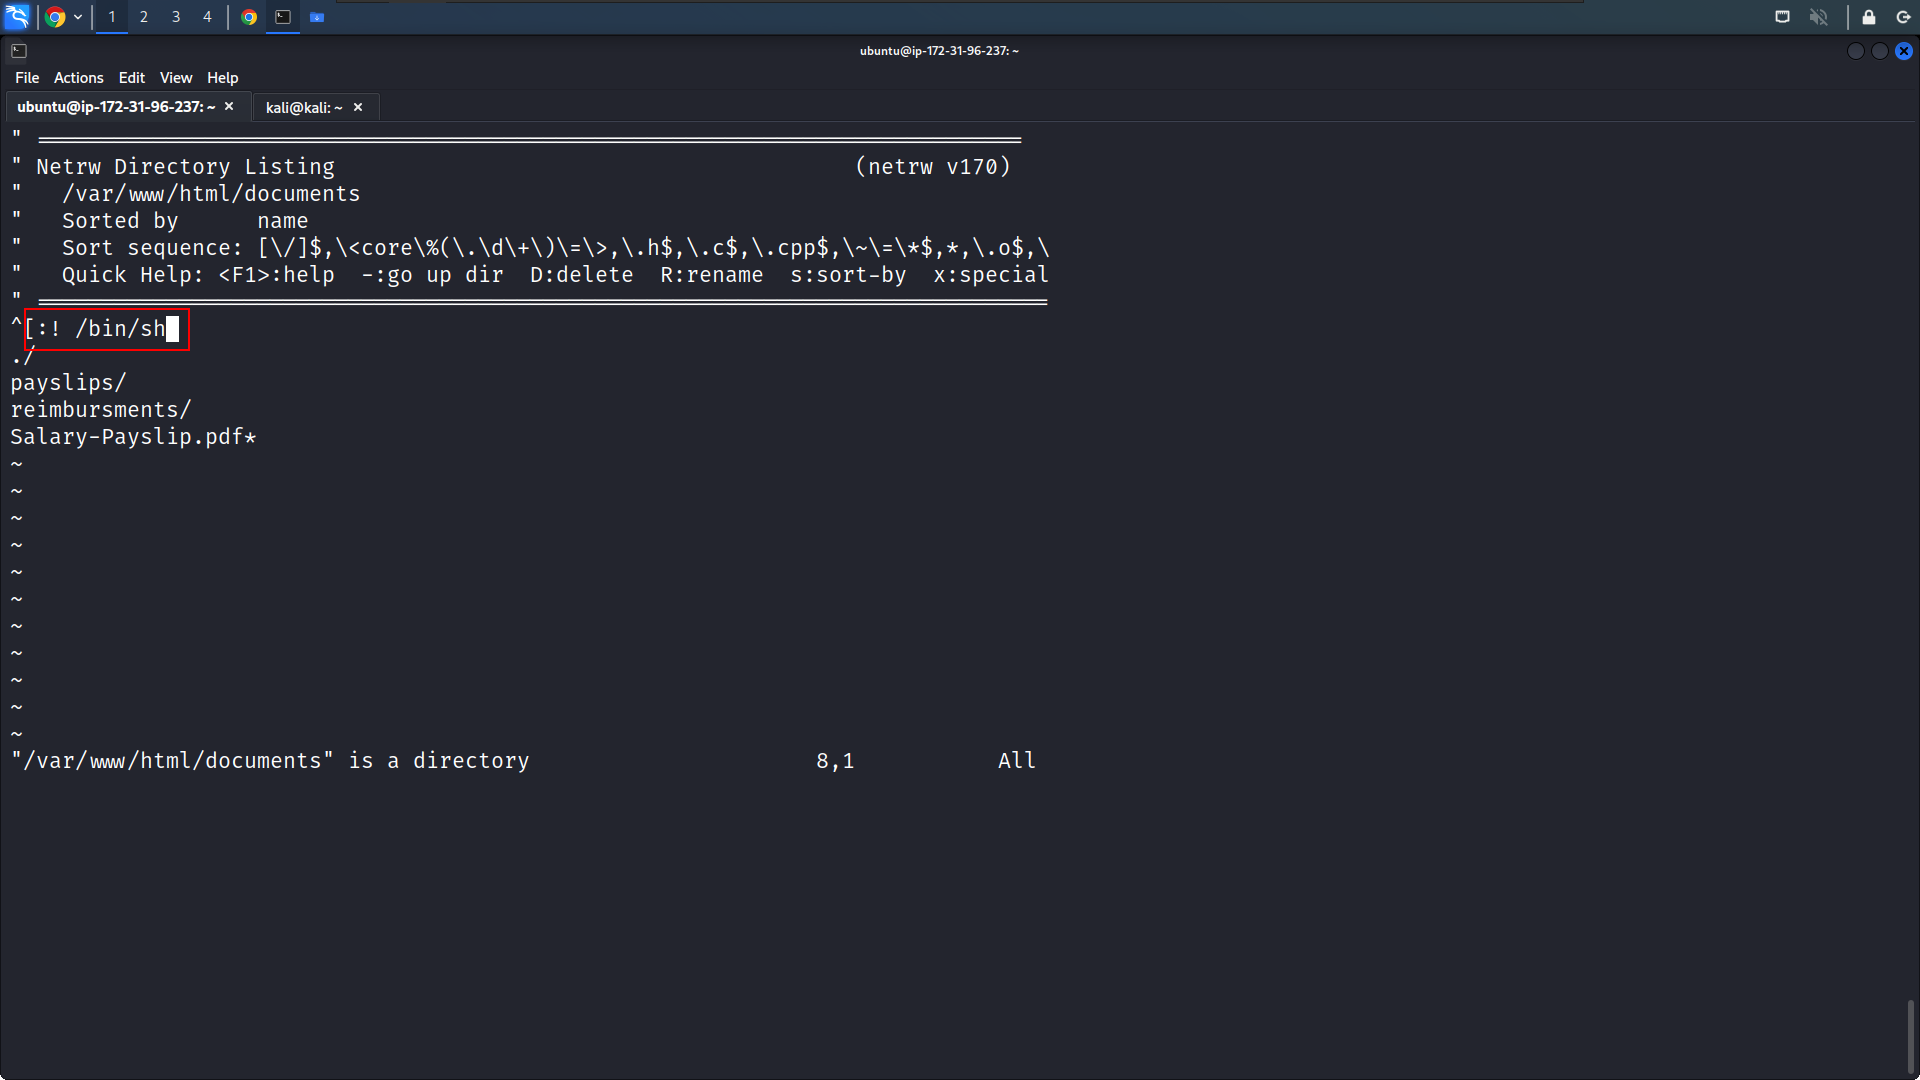 1 2 3 4
ubuntu@ip-172-31-96-237: ~
File Actions Edit View Help
ubuntu@ip-172-31-96-237: ~ × kali@kali: ~ ×
" ============================================================================
" Netrw Directory Listing (netrw v170)
" /var/www/html/documents
" Sorted by name
" Sort sequence: [\/]$,\<core\%(\.\d\+\)\=\>,\.h$,\.c$,\.cpp$,\~\=\*$,*,\.o$,\
" Quick Help: <F1>:help -:go up dir D:delete R:rename s:sort-by x:special
" ==============================================================================
^[:! /bin/sh
./
payslips/
reimbursments/
Salary-Payslip.pdf*
~
~
~
~
~
~
~
~
~
~
~
"/var/www/html/documents" is a directory 8,1 All